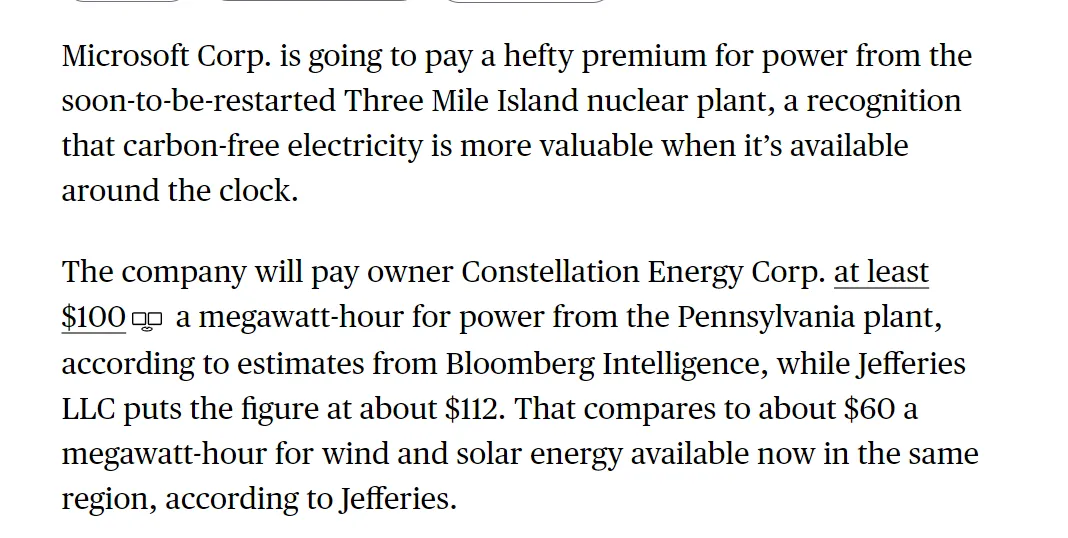 Microsoft Corp. is going to pay a hefty premium for power from the
soon-to-be-restarted Three Mile Island nuclear plant, a recognition
that carbon-free electricity is more valuable when it’s available
around the clock.
The company will pay owner Constellation Energy Corp. at least
$100 a megawatt-hour for power from the Pennsylvania plant,
according to estimates from Bloomberg Intelligence, while Jefferies
LLC puts the figure at about $112. That compares to about $60 a
megawatt-hour for wind and solar energy available now in the same
region, according to Jefferies.